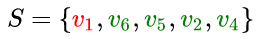 S = {v₁, v₆, v₅, v₂, v₄}